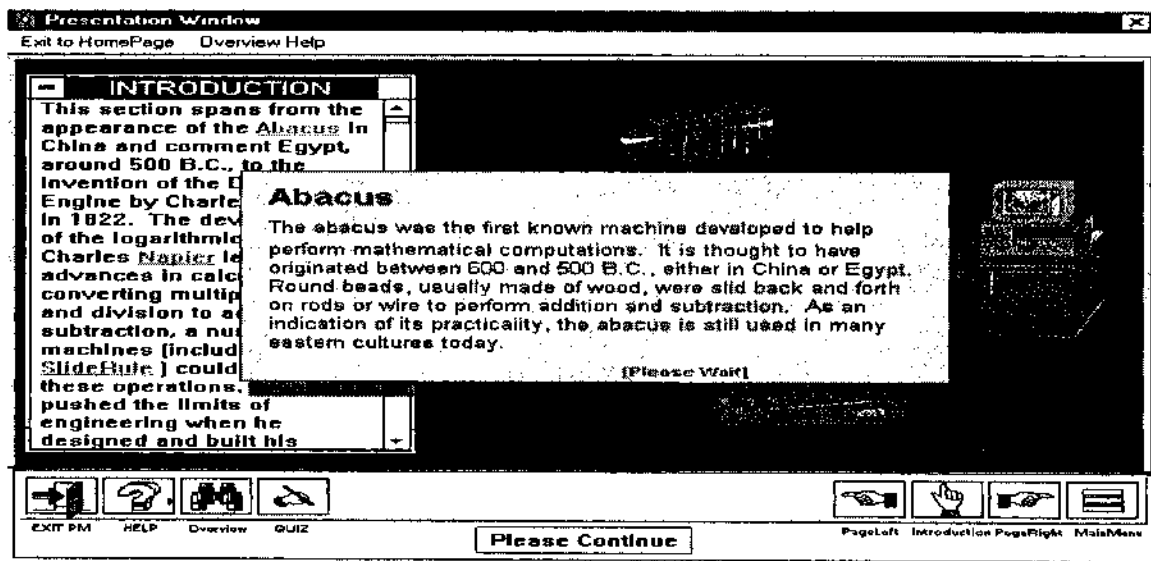 Presentation Window
Exit to HomePage Overview Help
INTRODUCTION
This section spans from the
appearance of the Abacus in
China and comment Egypt,
around 500 B.C., to the
invention of the
Engine by Charle
in 1822. The dev
of the logarithmic
Charles Napier le
advances in calc
converting multip
and division to a
subtraction, a nu
machines (includ
SlideRule ) could
these operations.
pushed the limits of
engineering when he
designed and built his
Abacus
The abacus was the first known machine developed to help
perform mathematical computations. It is thought to have
originated between 600 and 500 B.C., either in China or Egypt.
Round beads, usually made of wood, were slid back and forth
on rods or wire to perform addition and subtraction. As an
indication of its practicality, the abacus is still used in many
eastern cultures today.
[Please Wait]
EXIT PM HELP Overview QUIZ
Please Continue
PageLeft Introduction PageRight MainMenu